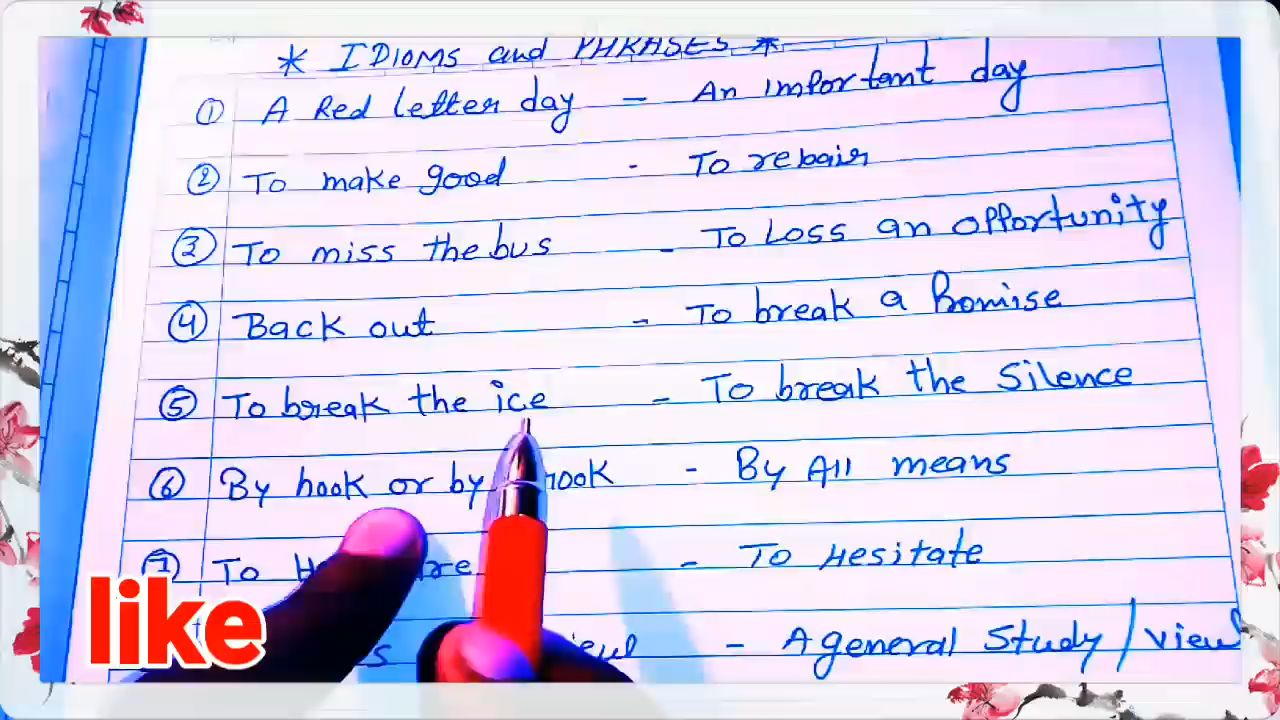 * IDIOMS and PHRASES *
① A Red letter day - An Important day
② To make good - To repair
③ To miss the bus - To Loss an opportunity
④ Back out - To break a Promise
⑤ To break the ice - To break the Silence
⑥ By hook or by hook - By All means
⑦ To - To Hesitate
- A general Study / view
like